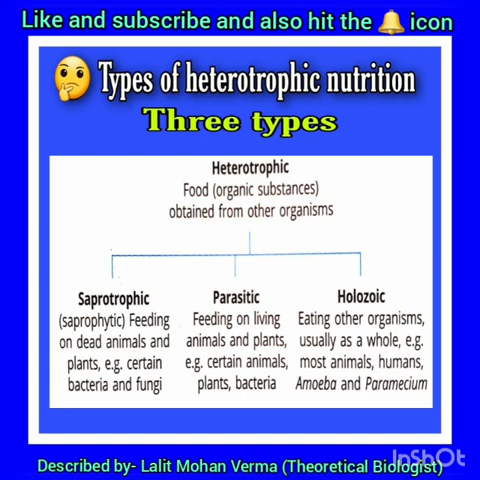 Like and subscribe and also hit the 🔔 icon
🤔 Types of heterotrophic nutrition
Three types
Heterotrophic
Food (organic substances)
obtained from other organisms
Saprotrophic
(saprophytic) Feeding
on dead animals and
plants, e.g. certain
bacteria and fungi
Parasitic
Feeding on living
animals and plants,
e.g. certain animals,
plants, bacteria
Holozoic
Eating other organisms,
usually as a whole, e.g.
most animals, humans,
Amoeba and Paramecium
InShOt
Described by- Lalit Mohan Verma (Theoretical Biologist)